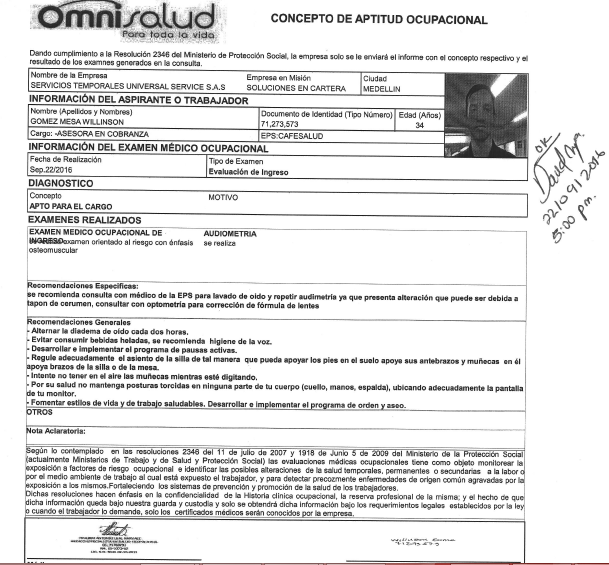 Omnisalud
Para toda la vida
CONCEPTO DE APTITUD OCUPACIONAL
Dando cumplimiento a la Resolución 2346 del Ministerio de Protección Social, la empresa solo se le enviará el informe con el concepto respectivo y el
resultado de los examnes generados en la consulta.
Nombre de la Empresa Empresa en Misión Ciudad
SERVICIOS TEMPORALES UNIVERSAL SERVICE S.A.S SOLUCIONES EN CARTERA MEDELLIN
INFORMACIÓN DEL ASPIRANTE O TRABAJADOR
Nombre (Apellidos y Nombres) Documento de Identidad (Tipo Número) Edad (Años)
GOMEZ MESA WILLINSON 71,273,573 34
Cargo: -ASESORA EN COBRANZA EPS:CAFESALUD
INFORMACIÓN DEL EXAMEN MÉDICO OCUPACIONAL
Fecha de Realización Tipo de Examen
Sep.22/2016 Evaluación de Ingreso
DIAGNOSTICO
Concepto MOTIVO
APTO PARA EL CARGO
EXAMENES REALIZADOS
EXAMEN MEDICO OCUPACIONAL DE AUDIOMETRIA
INGRESO examen orientado al riesgo con énfasis se realiza
osteomuscular
Recomendaciones Especificas:
se recomienda consulta con médico de la EPS para lavado de oido y repetir audimetría ya que presenta alteración que puede ser debida a
tapon de cerumen, consultar con optometría para corrección de fórmula de lentes
Recomendaciones Generales
- Alternar la diadema de oído cada dos horas.
- Evitar consumir bebidas heladas, se recomienda higiene de la voz.
- Desarrollar e implementar el programa de pausas activas.
- Regule adecuadamente el asiento de la silla de tal manera que pueda apoyar los pies en el suelo apoye sus antebrazos y muñecas en él
apoya brazos de la silla o de la mesa.
- Intente no tener en el aire las muñecas mientras esté digitando.
- Por su salud no mantenga posturas torcidas en ninguna parte de tu cuerpo (cuello, manos, espalda), ubicando adecuadamente la pantalla
de tu monitor.
- Fomentar estilos de vida y de trabajo saludables. Desarrollar e implementar el programa de orden y aseo.
OTROS
Nota Aclaratoria:
Según lo contemplado en las resoluciones 2346 del 11 de julio de 2007 y 1918 de Junio 5 de 2009 del Ministerio de la Protección Social
(actualmente Ministerios de Trabajo y de Salud y Protección Social) las evaluaciones médicas ocupacionales tiene como objeto monitorear la
exposición a factores de riesgo ocupacional e identificar las posibles alteraciones de la salud temporales, permanentes o secundarias a la labor o
por el medio ambiente de trabajo al cual está expuesto el trabajador, y para detectar precozmente enfermedades de origen común agravadas por la
exposición a los mismos.Fortaleciendo los sistemas de prevención y promoción de la salud de los trabajadores.
Dichas resoluciones hacen énfasis en la confidencialidad de la Historia clínica ocupacional, la reserva profesional de la misma; y el hecho de que
dicha información queda bajo nuestra guarda y custodia y solo se obtendrá dicha información bajo los requerimientos legales establecidos por la ley
o cuando el trabajador lo demande, solo los certificados médicos serán conocidos por la empresa.
OK
David
22/09/2016
5:00 pm.
71273573